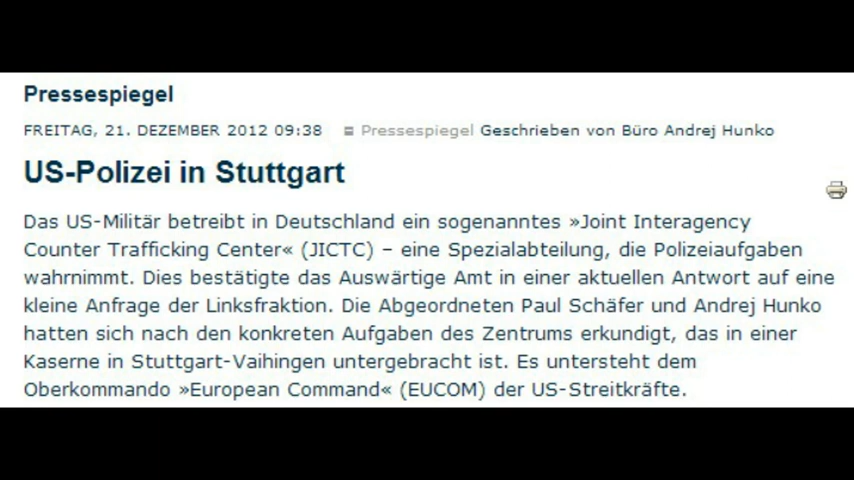 Pressespiegel
FREITAG, 21. DEZEMBER 2012 09:38 Pressespiegel Geschrieben von Büro Andrej Hunko
US-Polizei in Stuttgart
Das US-Militär betreibt in Deutschland ein sogenanntes »Joint Interagency
Counter Trafficking Center« (JICTC) – eine Spezialabteilung, die Polizeiaufgaben
wahrnimmt. Dies bestätigte das Auswärtige Amt in einer aktuellen Antwort auf eine
kleine Anfrage der Linksfraktion. Die Abgeordneten Paul Schäfer und Andrej Hunko
hatten sich nach den konkreten Aufgaben des Zentrums erkundigt, das in einer
Kaserne in Stuttgart-Vaihingen untergebracht ist. Es untersteht dem
Oberkommando »European Command« (EUCOM) der US-Streitkräfte.